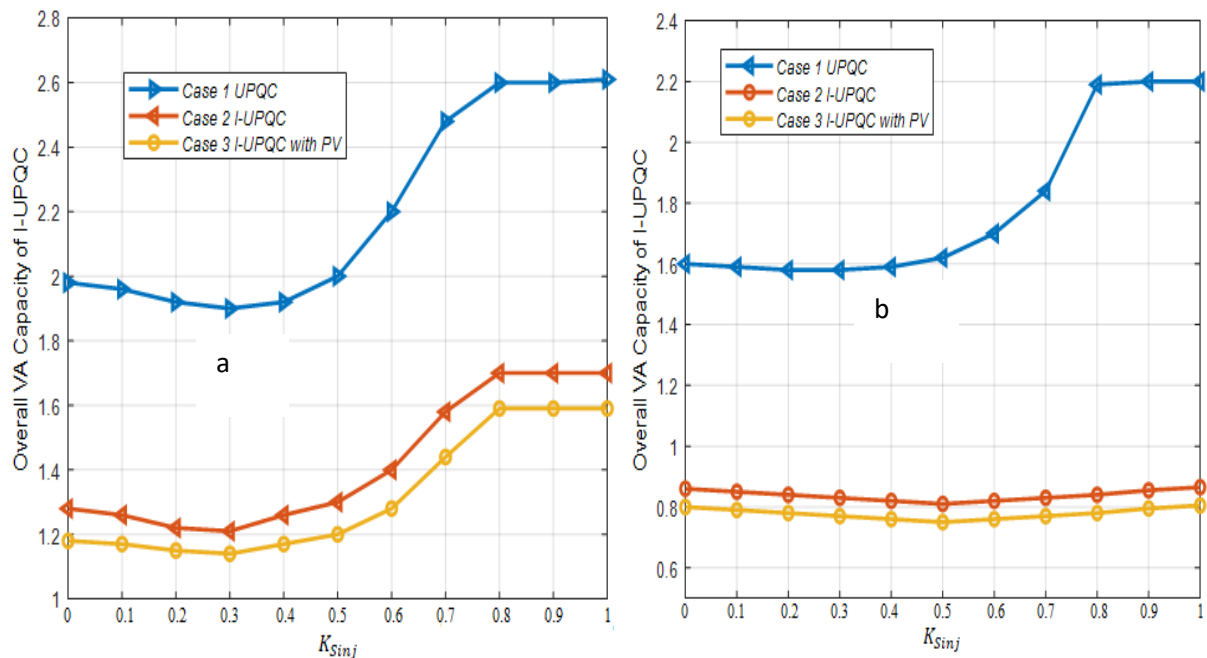 Overall VA Capacity of I-UPQC
2.8
2.6
2.4
2.2
2
1.8
1.6
1.4
1.2
1
Case 1 UPQC
Case 2 I-UPQC
Case 3 I-UPQC with PV
a
0 0.1 0.2 0.3 0.4 0.5 0.6 0.7 0.8 0.9 1
K_Sinj
Overall VA Capacity of I-UPQC
2.4
2.2
2
1.8
1.6
1.4
1.2
1
0.8
0.6
Case 1 UPQC
Case 2 I-UPQC
Case 3 I-UPQC with PV
b
0 0.1 0.2 0.3 0.4 0.5 0.6 0.7 0.8 0.9 1
K_Sinj